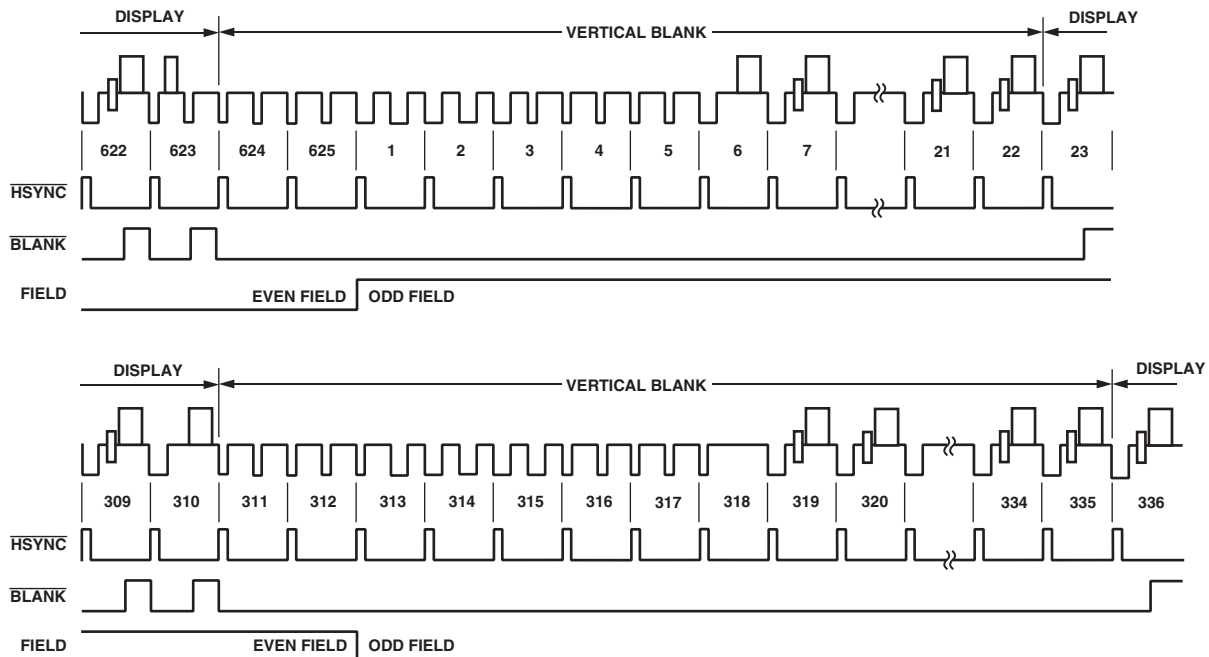 DISPLAY VERTICAL BLANK DISPLAY
622 623 624 625 1 2 3 4 5 6 7 21 22 23
HSYNC
BLANK
FIELD EVEN FIELD ODD FIELD
DISPLAY VERTICAL BLANK DISPLAY
309 310 311 312 313 314 315 316 317 318 319 320 334 335 336
HSYNC
BLANK
FIELD EVEN FIELD ODD FIELD